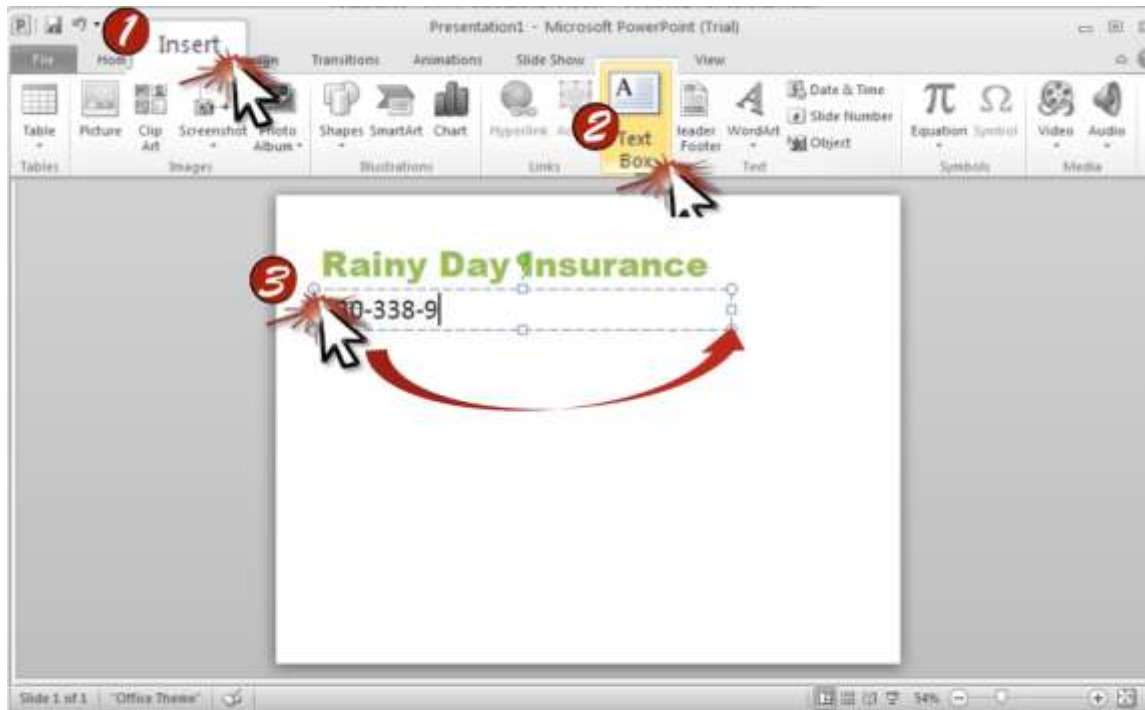 Presentation1 - Microsoft PowerPoint (Trial)
1
Insert
File
Transitions
Animations
Slide Show
View
Table
Picture
Clip Art
Screenshot
Photo Album
Shapes
SmartArt
Chart
Hyperlink
2
Text Box
Footer
WordArt
Date & Time
Slide Number
Object
Equation
Symbol
Video
Audio
Tables
Images
Illustrations
Links
Text
Symbols
Media
Rainy Day Insurance
3
0-338-9
Slide 1 of 1
"Office Theme"
54%